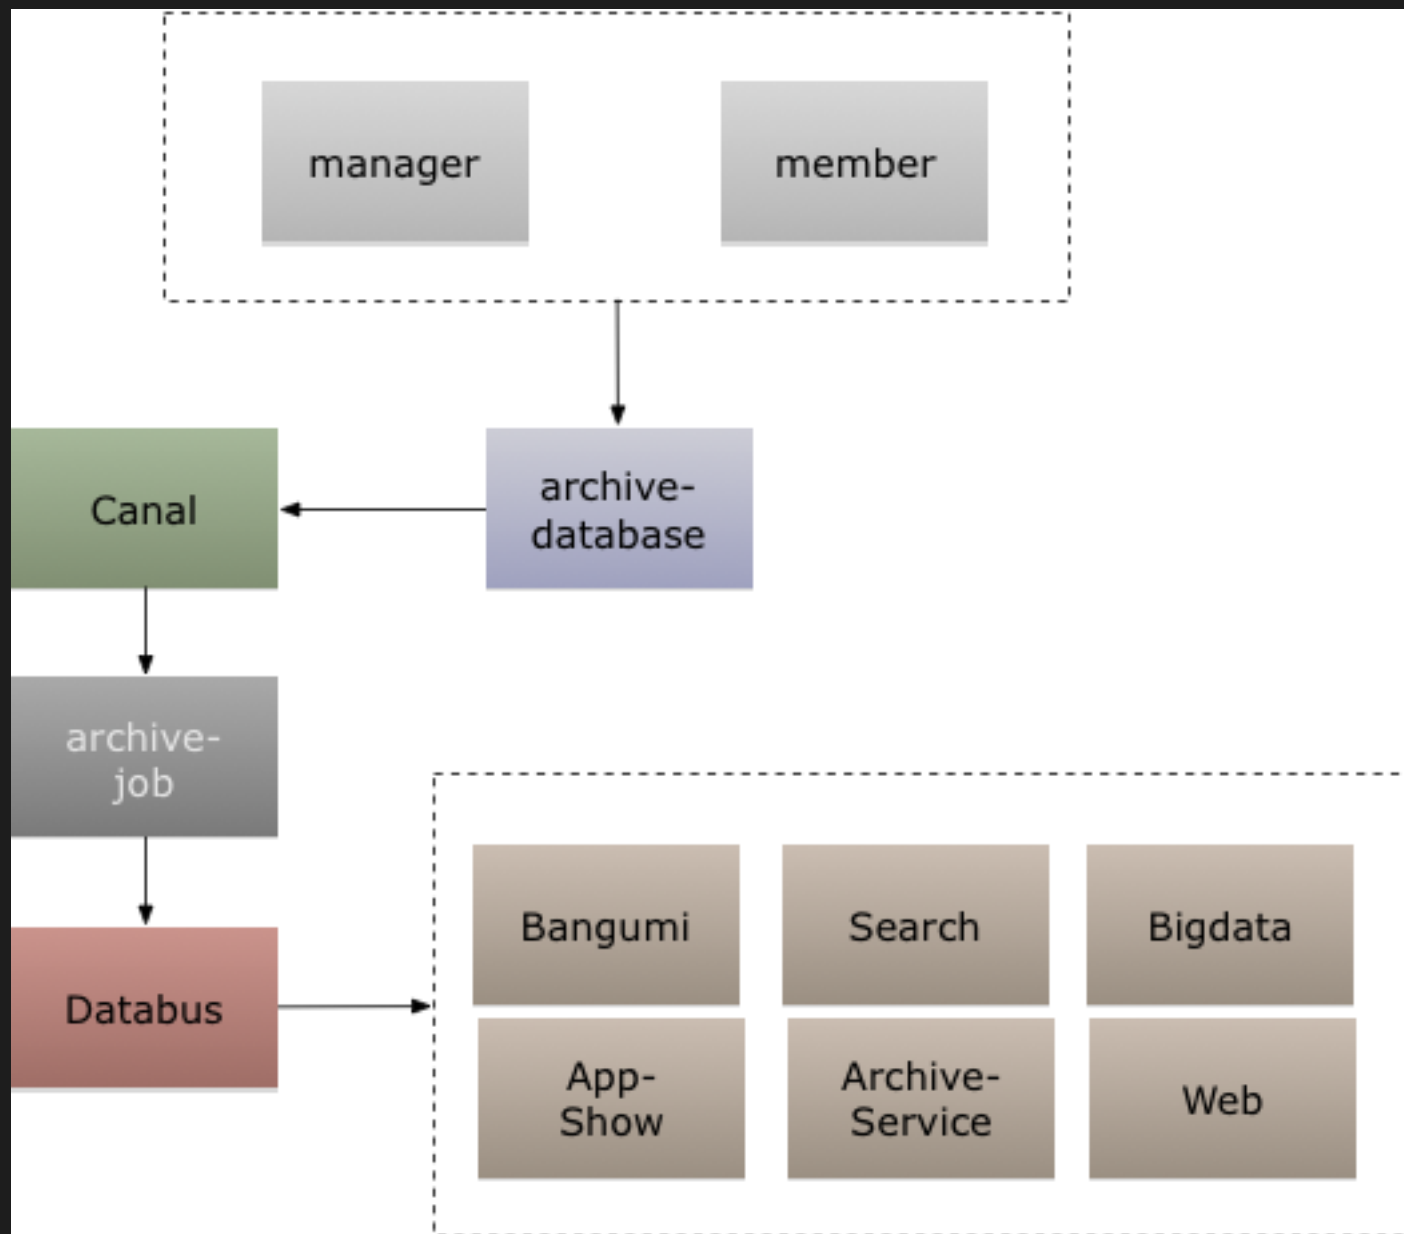 manager
member
Canal
archive-
database
archive-
job
Databus
Bangumi
Search
Bigdata
App-
Show
Archive-
Service
Web